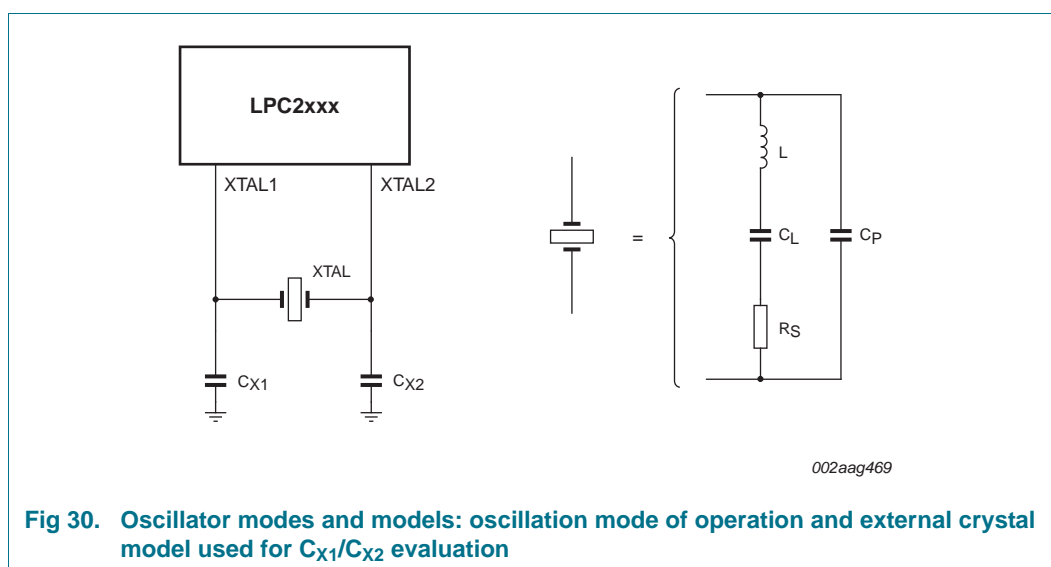 LPC2xxx
XTAL1
XTAL2
XTAL
CX1
CX2
=
L
CL
CP
RS
002aag469
Fig 30. Oscillator modes and models: oscillation mode of operation and external crystal
model used for CX1/CX2 evaluation